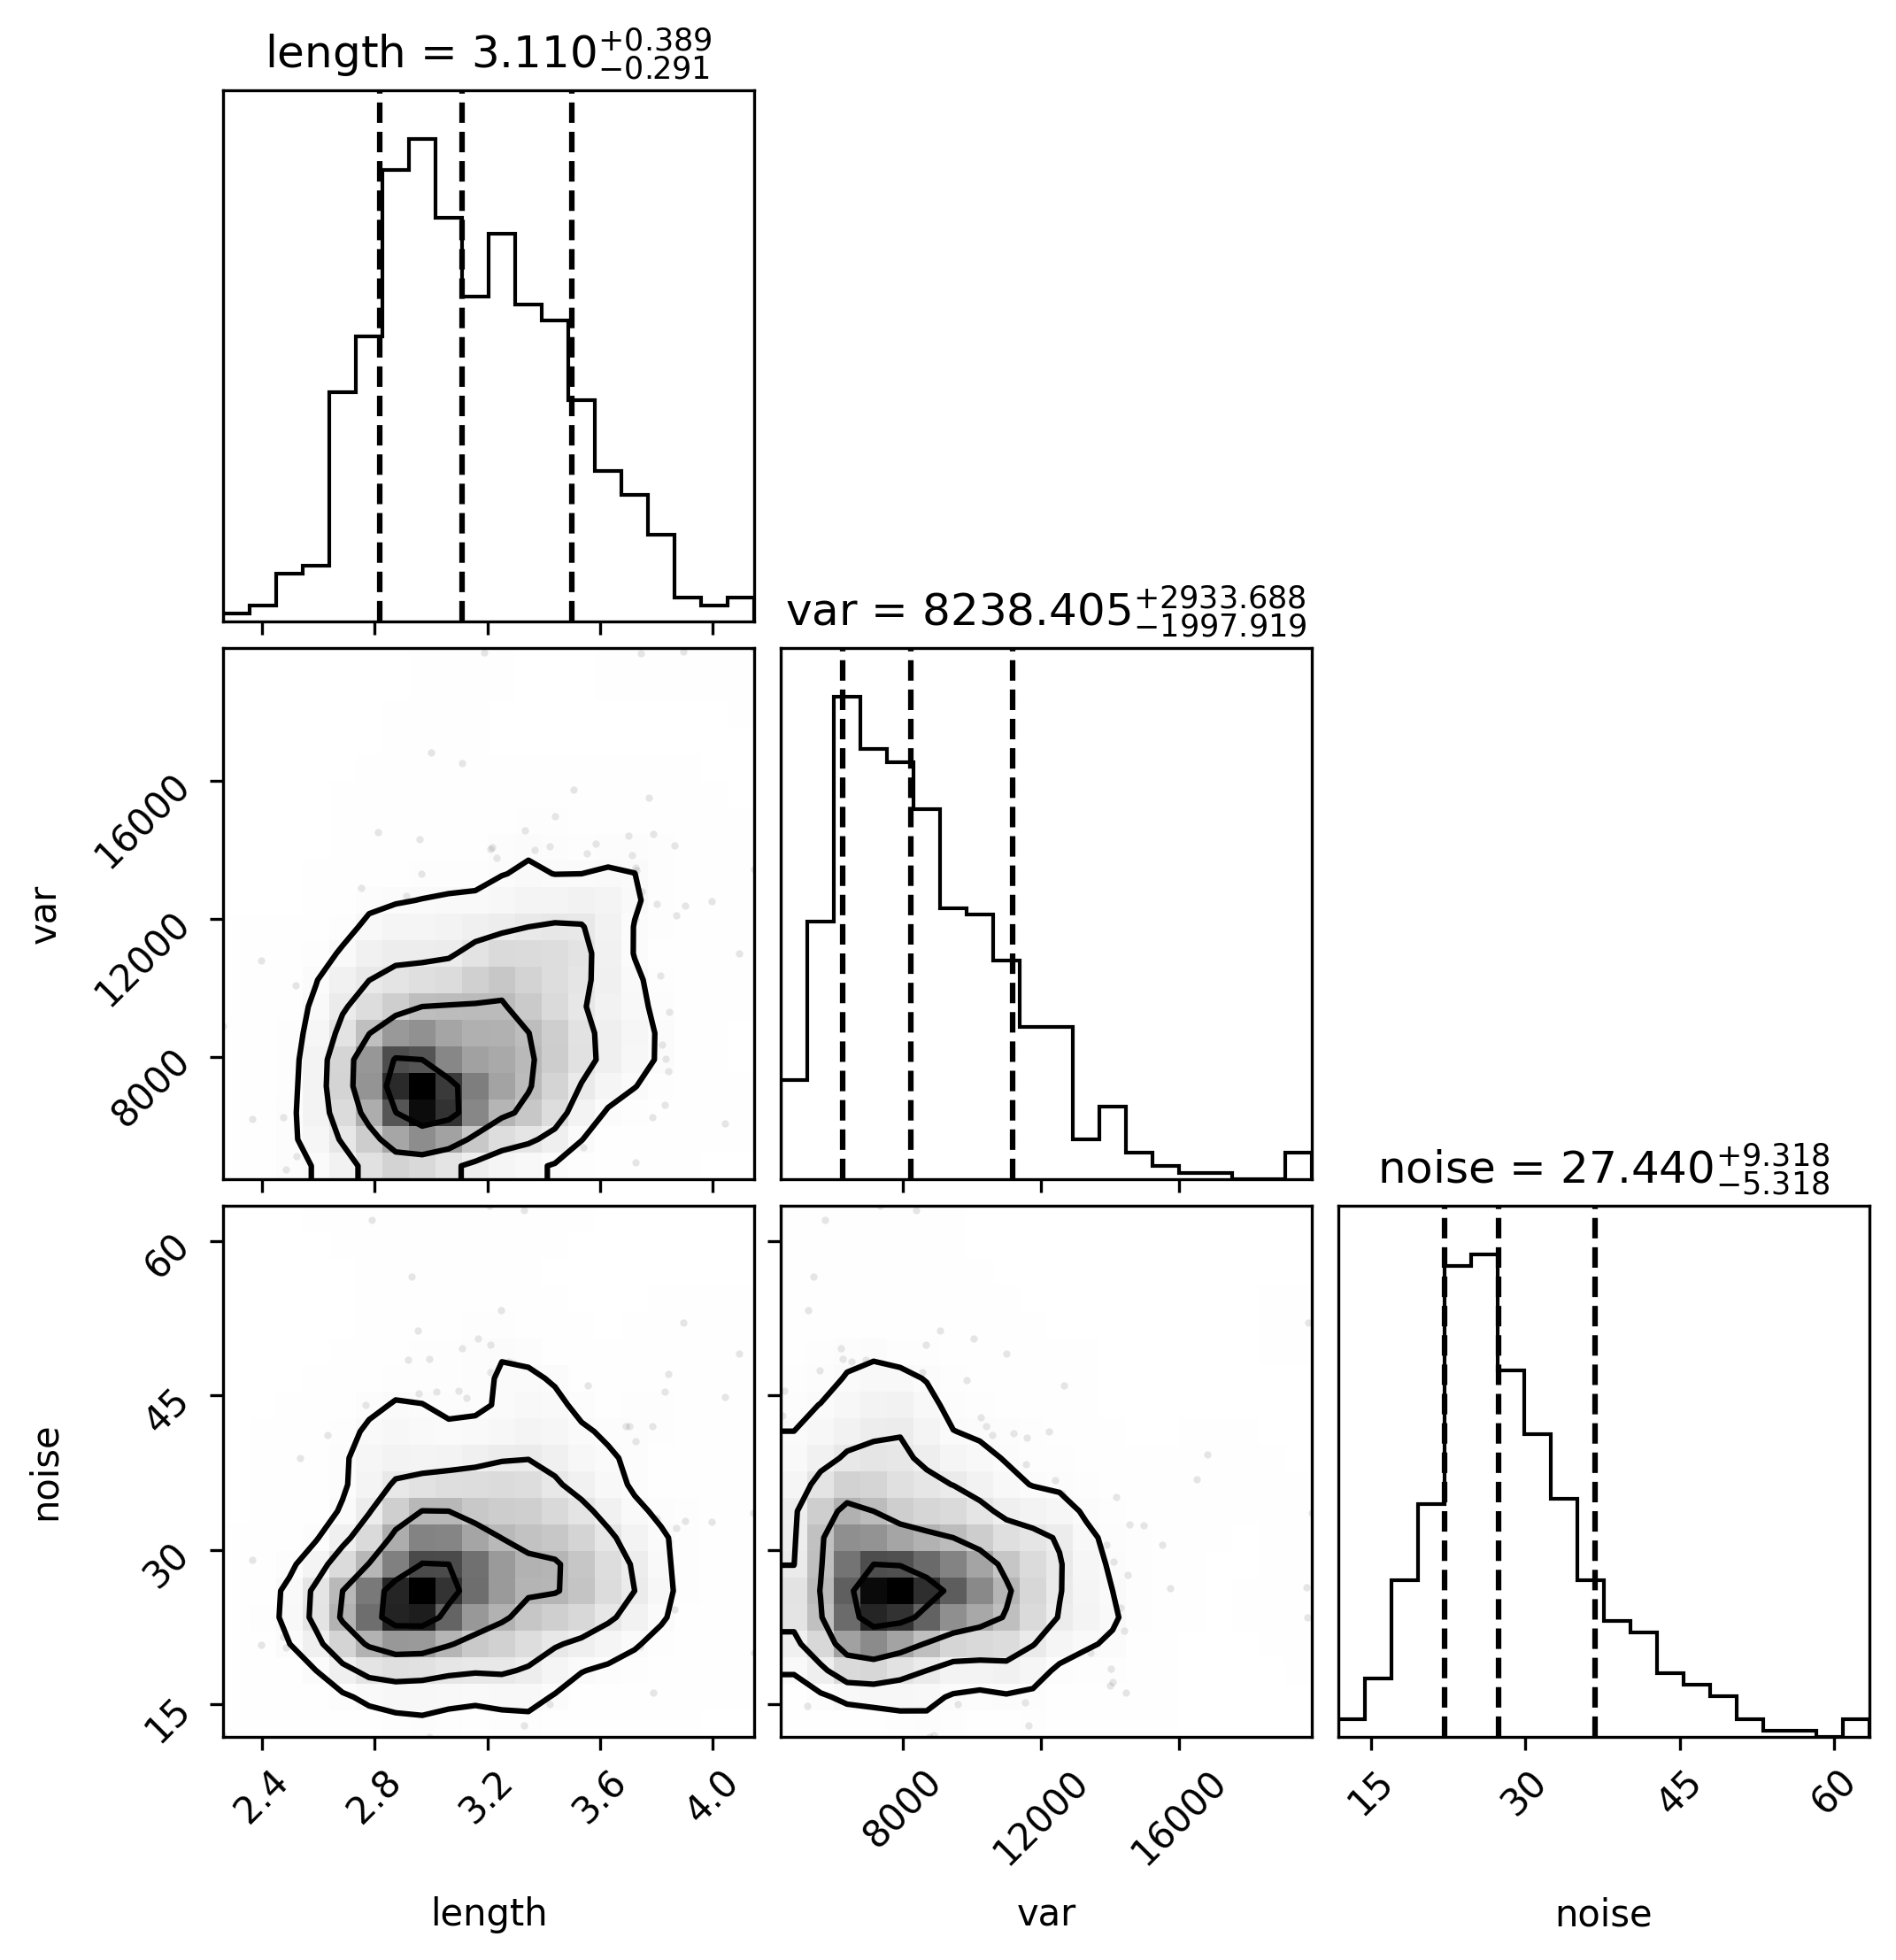 length = 3.110+0.389 −0.291
var = 8238.405+2933.688 −1997.919
16000
12000
8000
var
noise = 27.440+9.318 −5.318
60
45
30
15
noise
2.4 2.8 3.2 3.6 4.0 8000 12000 16000 15 30 45 60
length var noise